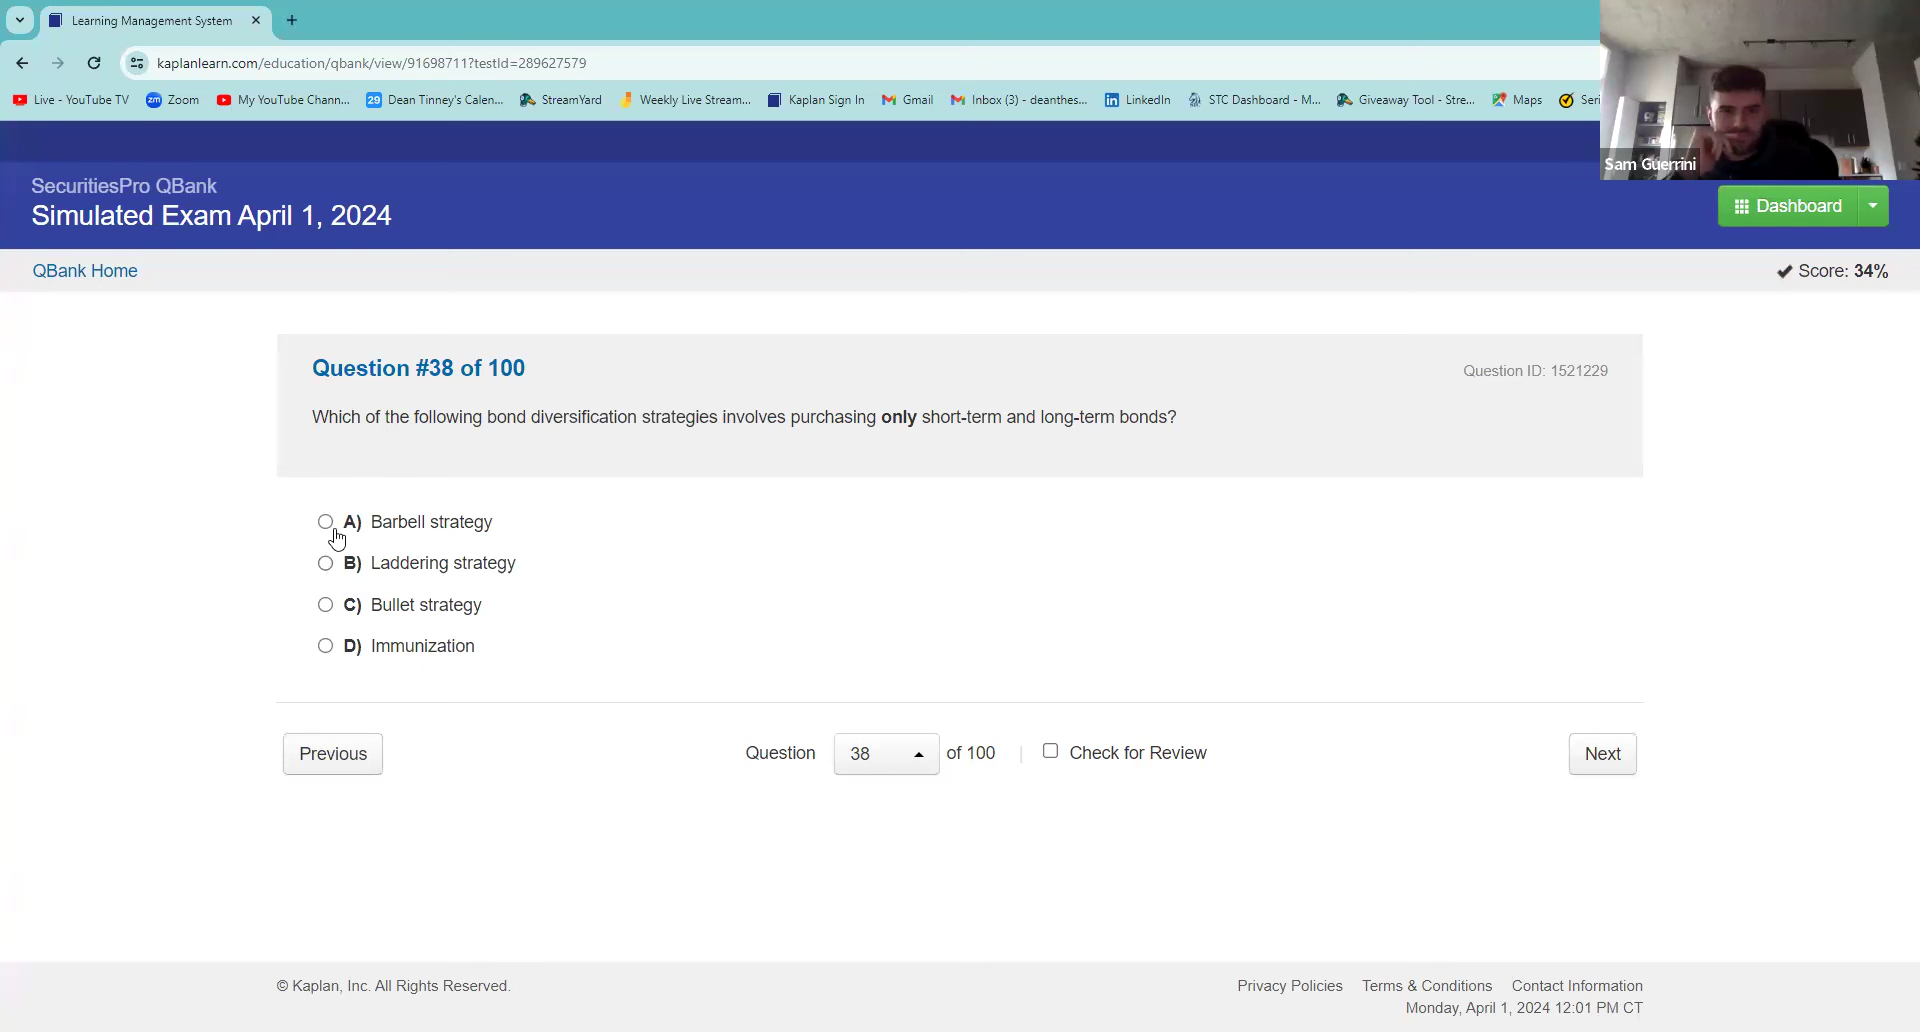 Learning Management System
kaplanlearn.com/education/qbank/view/91698711?testId=289627579
Live - YouTube TV
zm Zoom
My YouTube Chann...
29 Dean Tinney's Calen...
StreamYard
Weekly Live Stream...
Kaplan Sign In
Gmail
Inbox (3) - deanthes...
in LinkedIn
STC Dashboard - M...
Giveaway Tool - Stre...
Maps
Seri
Sam Guerrini
SecuritiesPro QBank
Simulated Exam April 1, 2024
Dashboard
QBank Home
Score: 34%
Question #38 of 100
Question ID: 1521229
Which of the following bond diversification strategies involves purchasing only short-term and long-term bonds?
A) Barbell strategy
B) Laddering strategy
C) Bullet strategy
D) Immunization
Previous
Question 38 of 100 | Check for Review
Next
© Kaplan, Inc. All Rights Reserved.
Privacy Policies Terms & Conditions Contact Information
Monday, April 1, 2024 12:01 PM CT